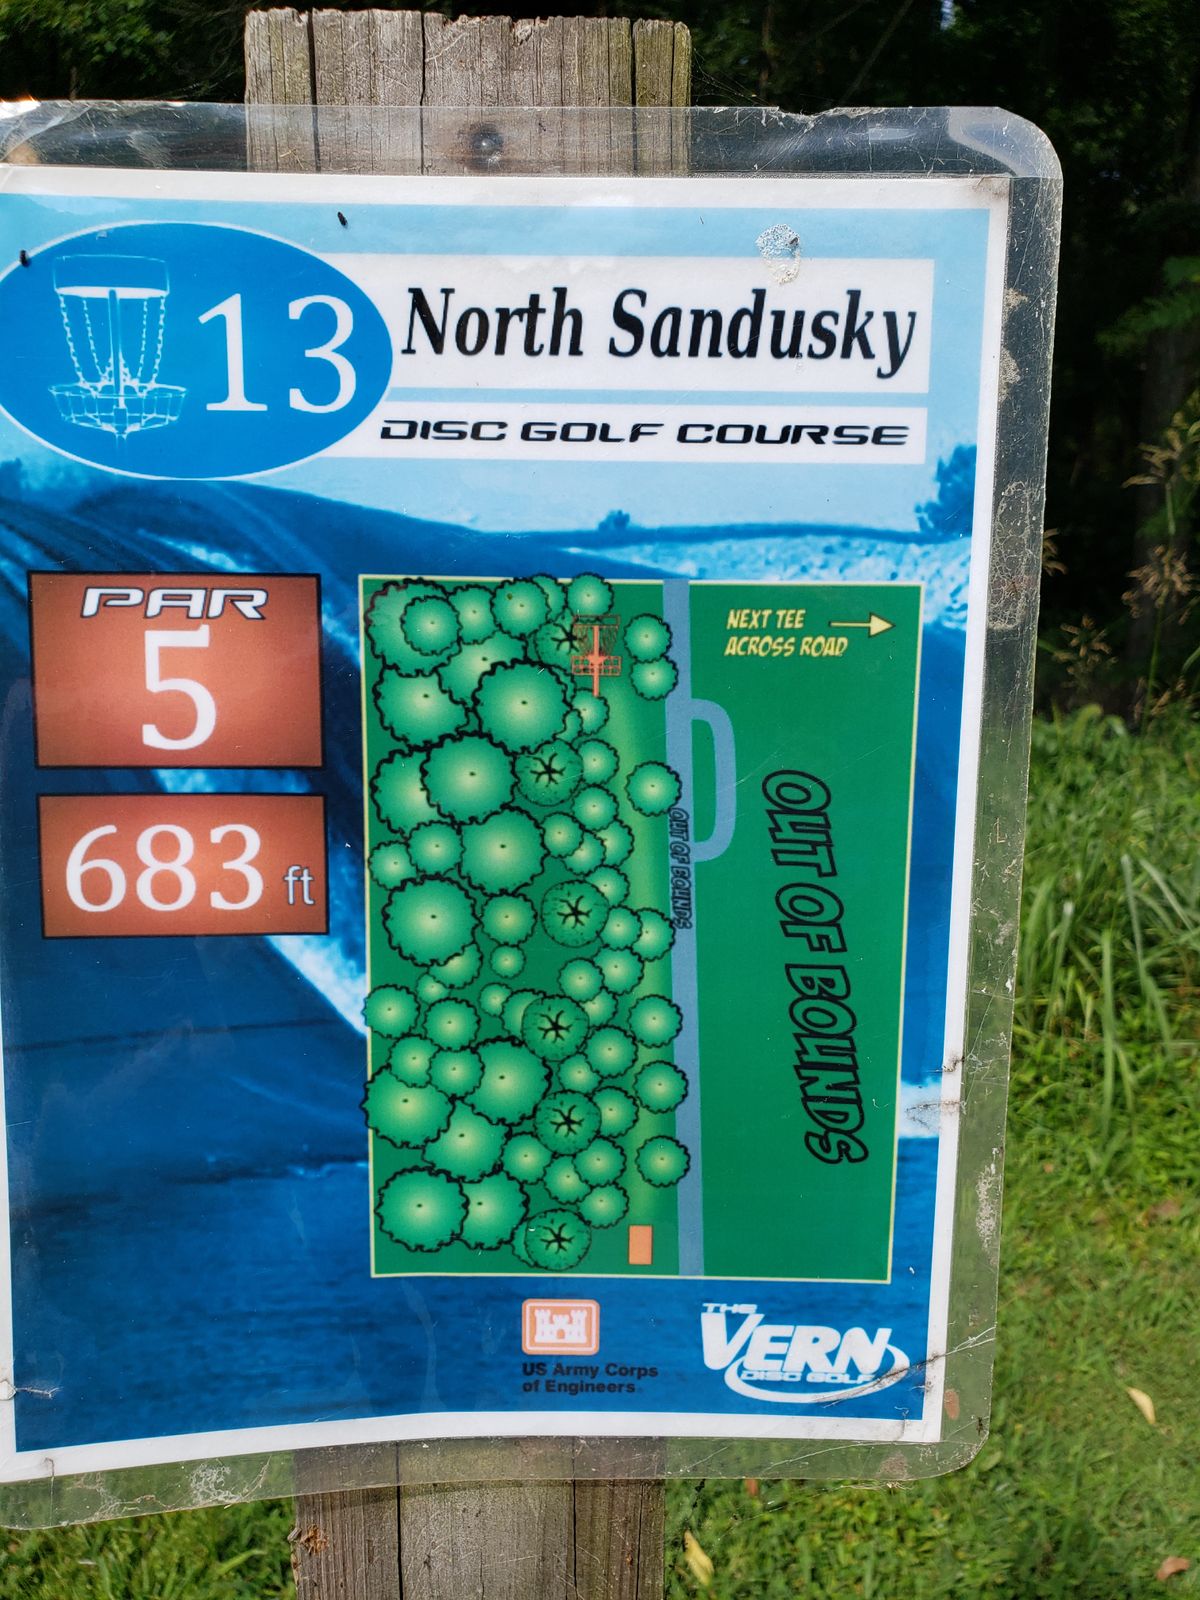 13
North Sandusky
DISC GOLF COURSE
PAR
5
683 ft
NEXT TEE
ACROSS ROAD
OUT OF BOUNDS
OUT OF BOUNDS
US Army Corps
of Engineers
THE
VERN
DISC GOLF